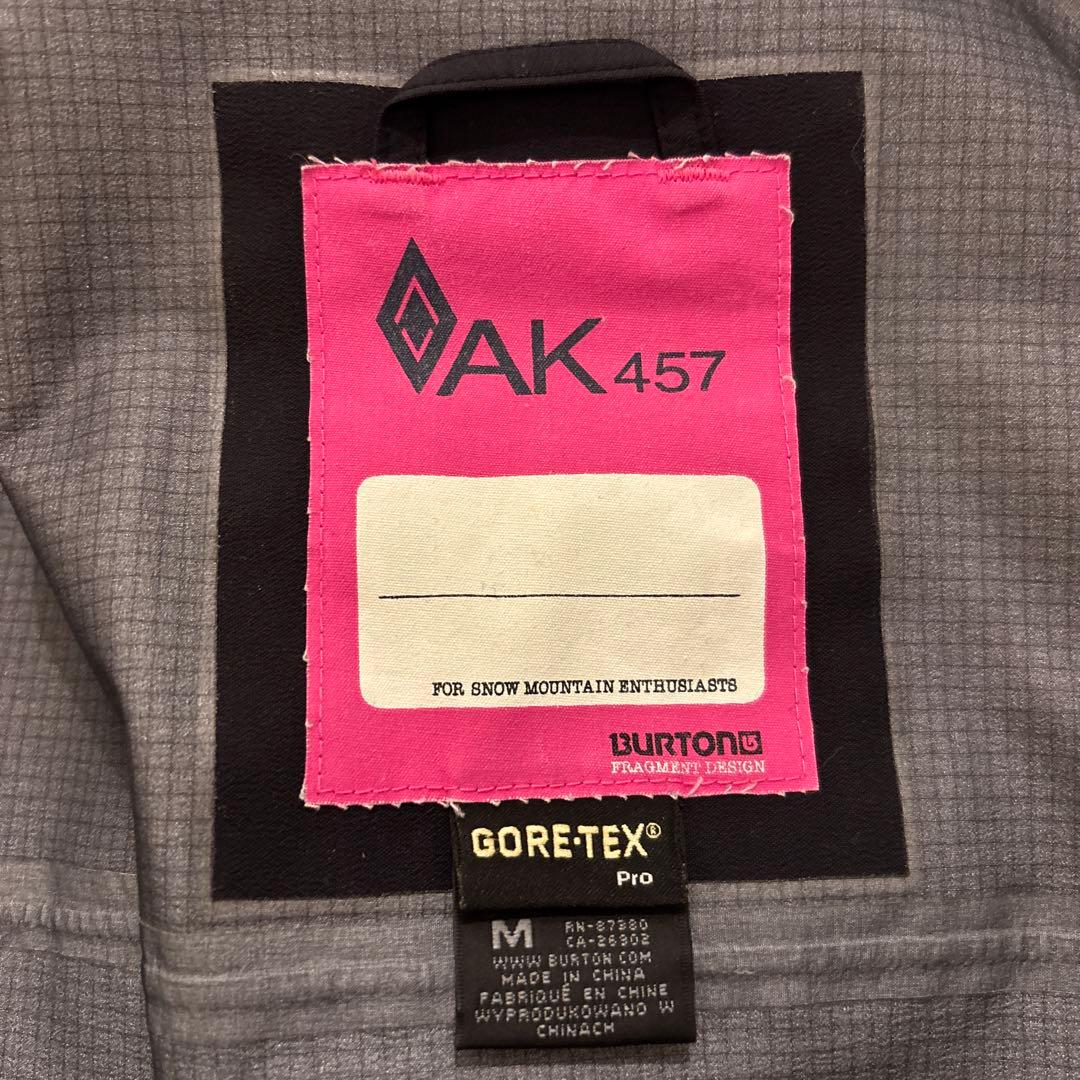 AK 457
FOR SNOW MOUNTAIN ENTHUSIASTS
BURTON
FRAGMENT DESIGN
GORE-TEX®
Pro
M
RN-87380
CA-26902
WWW BURTON COM
MADE IN CHINA
FABRIQUÉ EN CHINE
WYPRODUKOWANO W
CHINACH